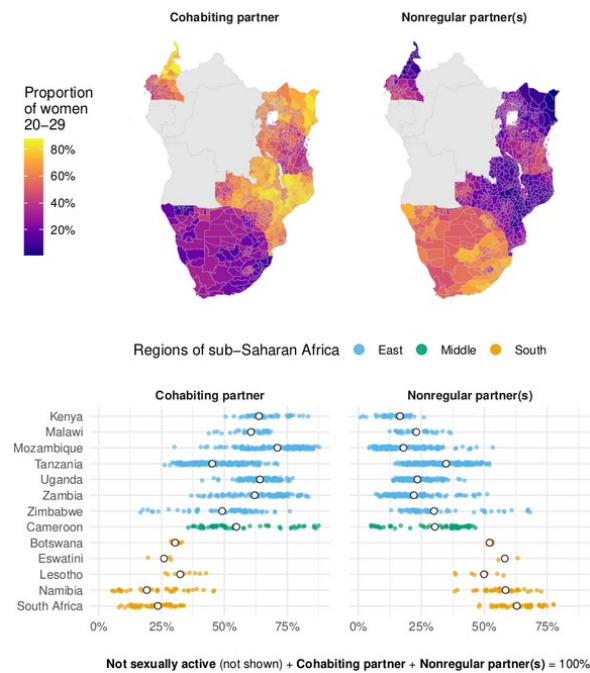 Cohabiting partner
Nonregular partner(s)
Proportion
of women
20−29
80%
60%
40%
20%
Regions of sub−Saharan Africa East Middle South
Cohabiting partner Nonregular partner(s)
Kenya
Malawi
Mozambique
Tanzania
Uganda
Zambia
Zimbabwe
Cameroon
Botswana
Eswatini
Lesotho
Namibia
South Africa
0% 25% 50% 75% 0% 25% 50% 75%
Not sexually active (not shown) + Cohabiting partner + Nonregular partner(s) = 100%